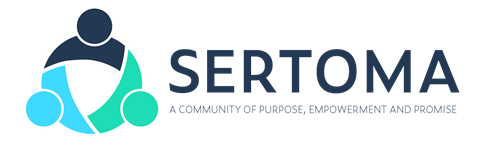 SERTOMA
A COMMUNITY OF PURPOSE, EMPOWERMENT AND PROMISE